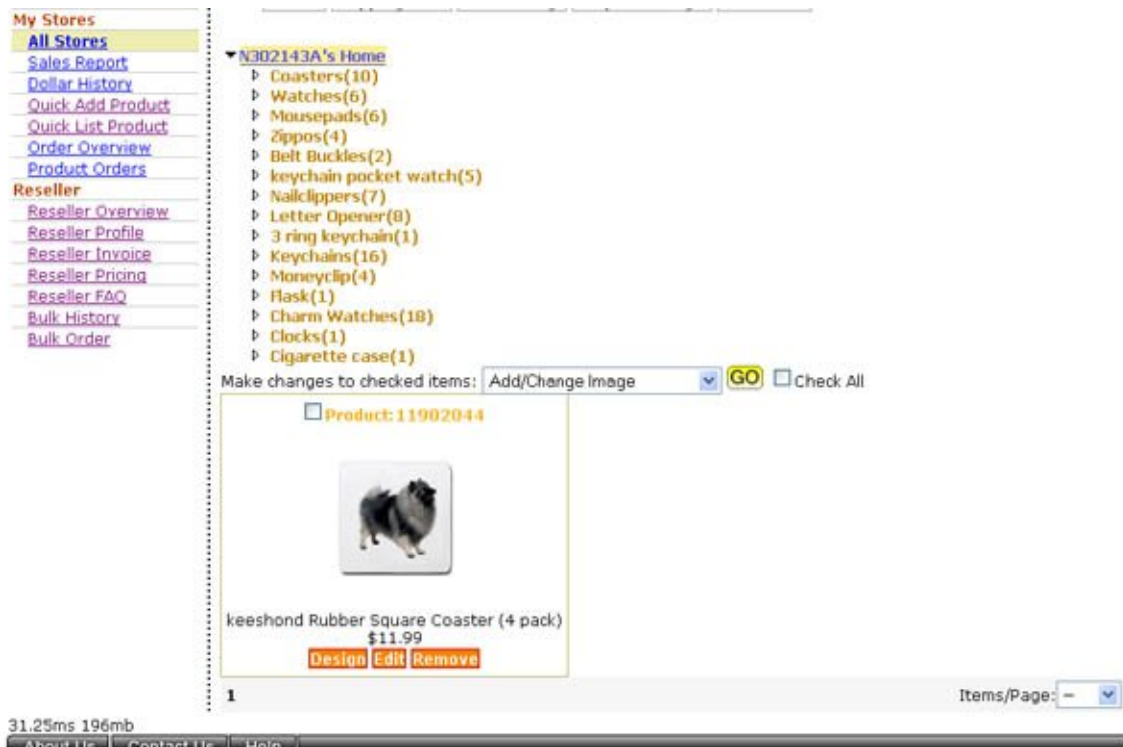 My Stores
All Stores
Sales Report
Dollar History
Quick Add Product
Quick List Product
Order Overview
Product Orders
Reseller
Reseller Overview
Reseller Profile
Reseller Invoice
Reseller Pricing
Reseller FAQ
Bulk History
Bulk Order
N302143A's Home
Coasters(10)
Watches(6)
Mousepads(6)
Zippos(4)
Belt Buckles(2)
keychain pocket watch(5)
Nailclippers(7)
Letter Opener(8)
3 ring keychain(1)
Keychains(16)
Moneyclip(4)
Flask(1)
Charm Watches(18)
Clocks(1)
Cigarette case(1)
Make changes to checked items: Add/Change Image GO Check All
Product:11902044
keeshond Rubber Square Coaster (4 pack)
$11.99
Design Edit Remove
1 Items/Page: --
31.25ms 196mb
About Us Contact Us Help